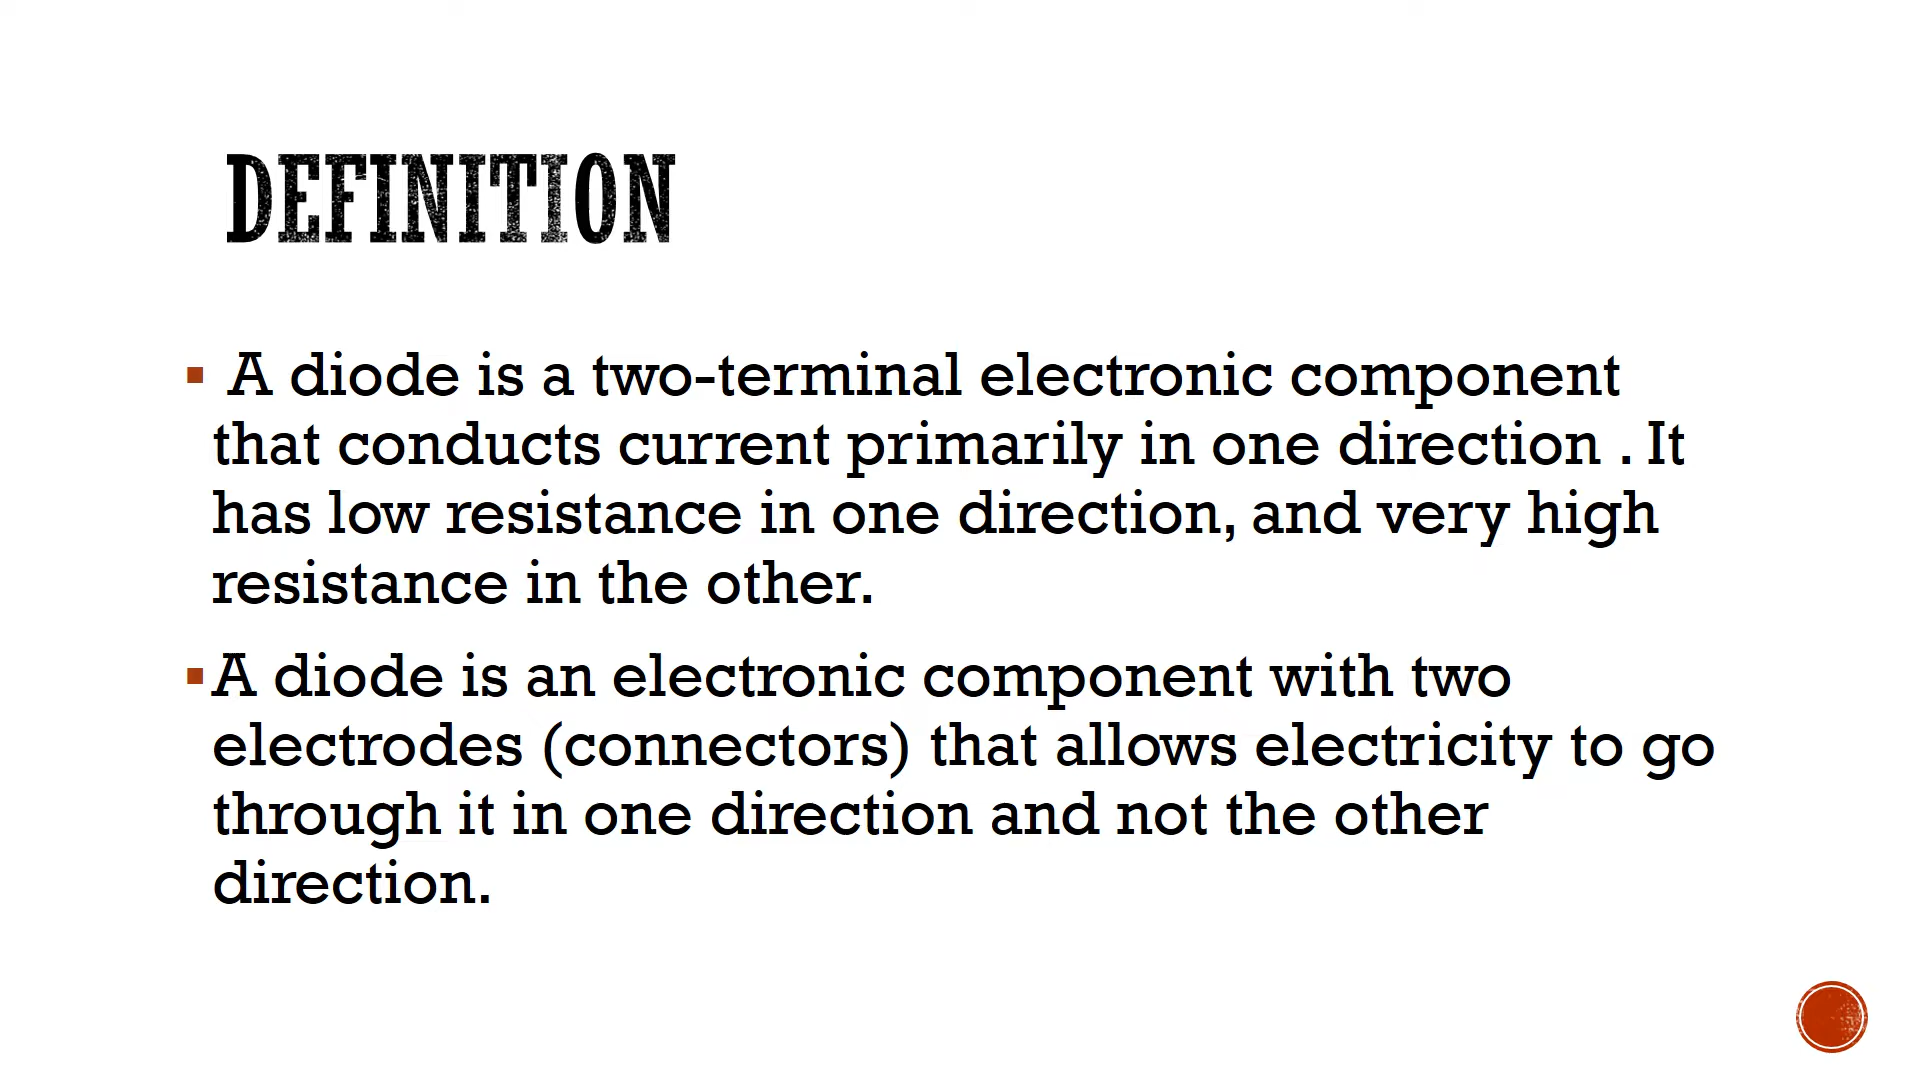 DEFINITION
▪ A diode is a two-terminal electronic component
that conducts current primarily in one direction . It
has low resistance in one direction, and very high
resistance in the other.
▪ A diode is an electronic component with two
electrodes (connectors) that allows electricity to go
through it in one direction and not the other
direction.